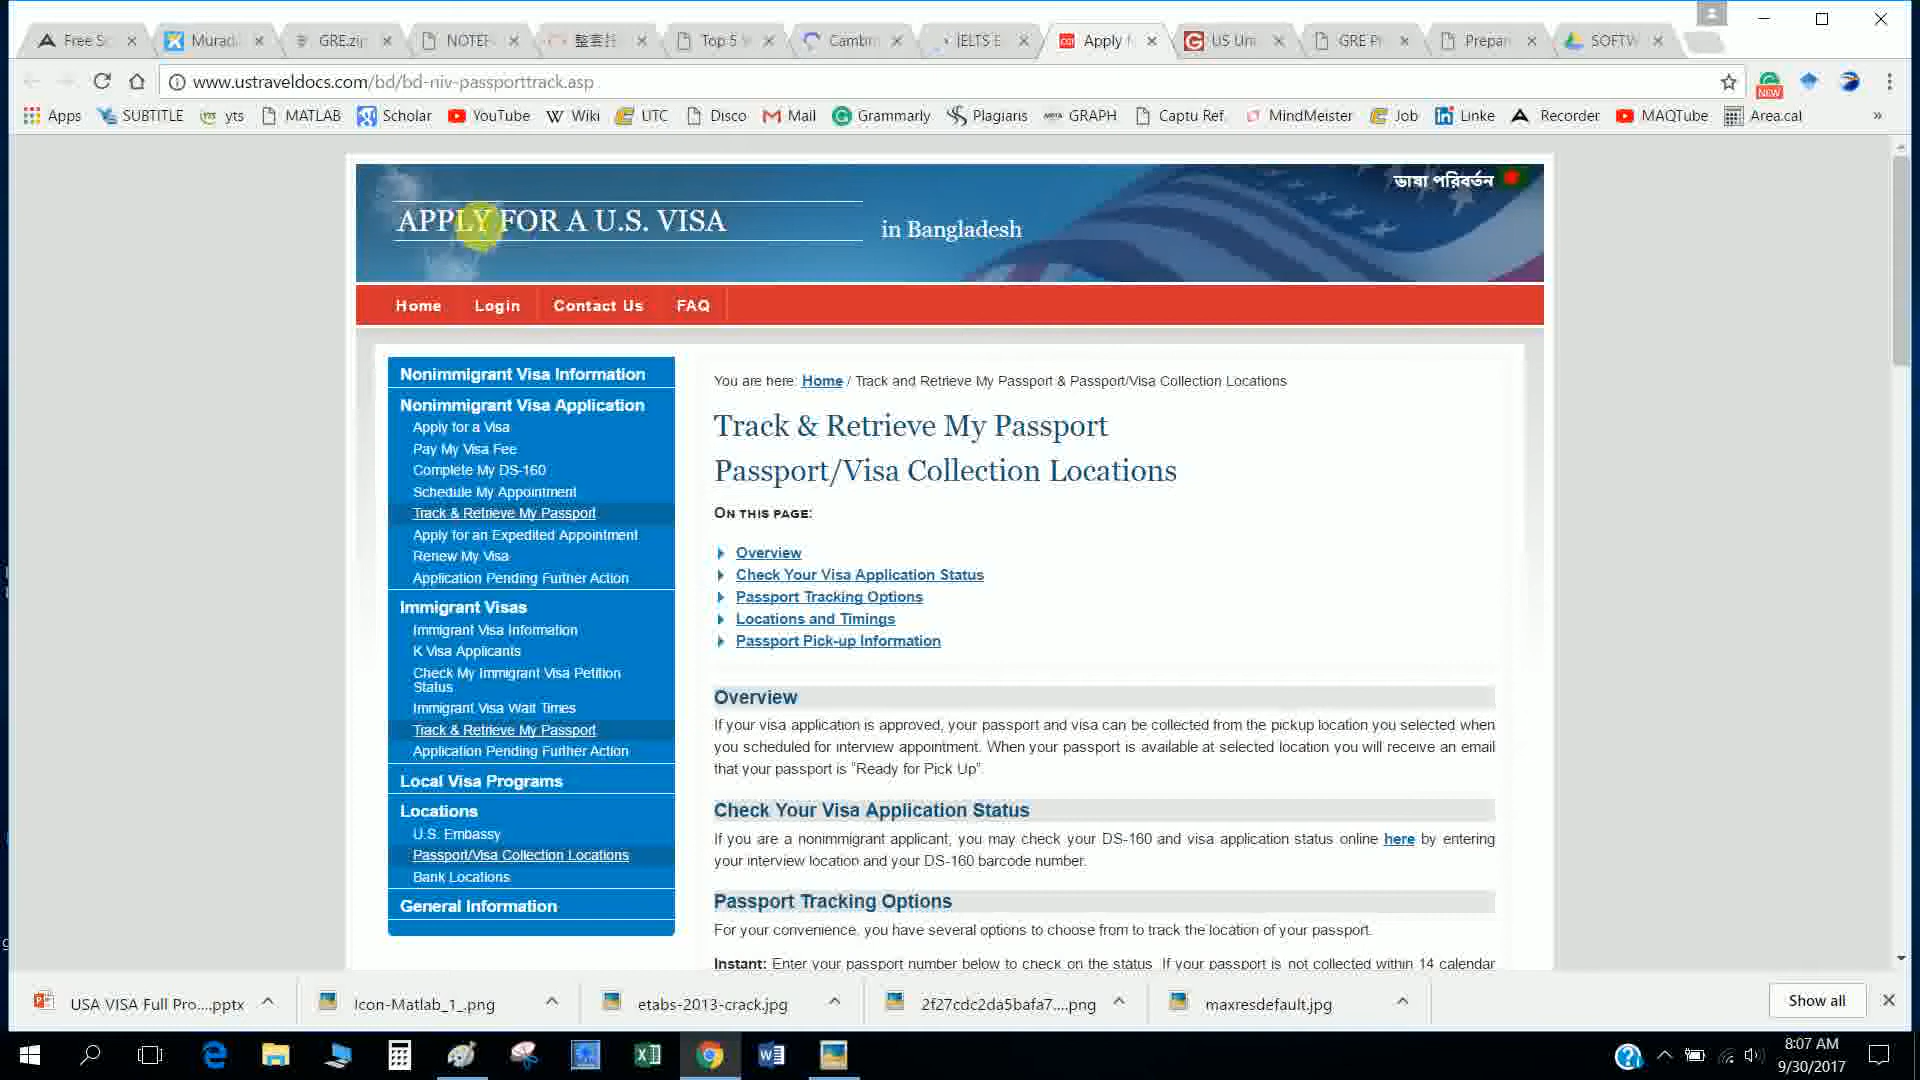 Free Sc
Murad
GRE.zip
NOTEF
整套
Top 5
Cambri
IELTS E
Apply f
US Uni
GRE Pr
Prepar
SOFTW
www.ustraveldocs.com/bd/bd-niv-passporttrack.asp
NEW
Apps
SUBTITLE
yts
MATLAB
Scholar
YouTube
Wiki
UTC
Disco
Mail
Grammarly
Plagiaris
GRAPH
Captu Ref.
MindMeister
Job
Linke
Recorder
MAQTube
Area.cal
»
ভাষা পরিবর্তন
APPLY FOR A U.S. VISA
in Bangladesh
Home
Login
Contact Us
FAQ
Nonimmigrant Visa Information
Nonimmigrant Visa Application
Apply for a Visa
Pay My Visa Fee
Complete My DS-160
Schedule My Appointment
Track & Retrieve My Passport
Apply for an Expedited Appointment
Renew My Visa
Application Pending Further Action
Immigrant Visas
Immigrant Visa Information
K Visa Applicants
Check My Immigrant Visa Petition
Status
Immigrant Visa Wait Times
Track & Retrieve My Passport
Application Pending Further Action
Local Visa Programs
Locations
U.S. Embassy
Passport/Visa Collection Locations
Bank Locations
General Information
You are here: Home / Track and Retrieve My Passport & Passport/Visa Collection Locations
Track & Retrieve My Passport
Passport/Visa Collection Locations
ON THIS PAGE:
Overview
Check Your Visa Application Status
Passport Tracking Options
Locations and Timings
Passport Pick-up Information
Overview
If your visa application is approved, your passport and visa can be collected from the pickup location you selected when
you scheduled for interview appointment. When your passport is available at selected location you will receive an email
that your passport is "Ready for Pick Up".
Check Your Visa Application Status
If you are a nonimmigrant applicant, you may check your DS-160 and visa application status online here by entering
your interview location and your DS-160 barcode number.
Passport Tracking Options
For your convenience, you have several options to choose from to track the location of your passport.
Instant: Enter your passport number below to check on the status. If your passport is not collected within 14 calendar
USA VISA Full Pro....pptx
Icon-Matlab_1_.png
etabs-2013-crack.jpg
2f27cdc2da5bafa7....png
maxresdefault.jpg
Show all
8:07 AM
9/30/2017